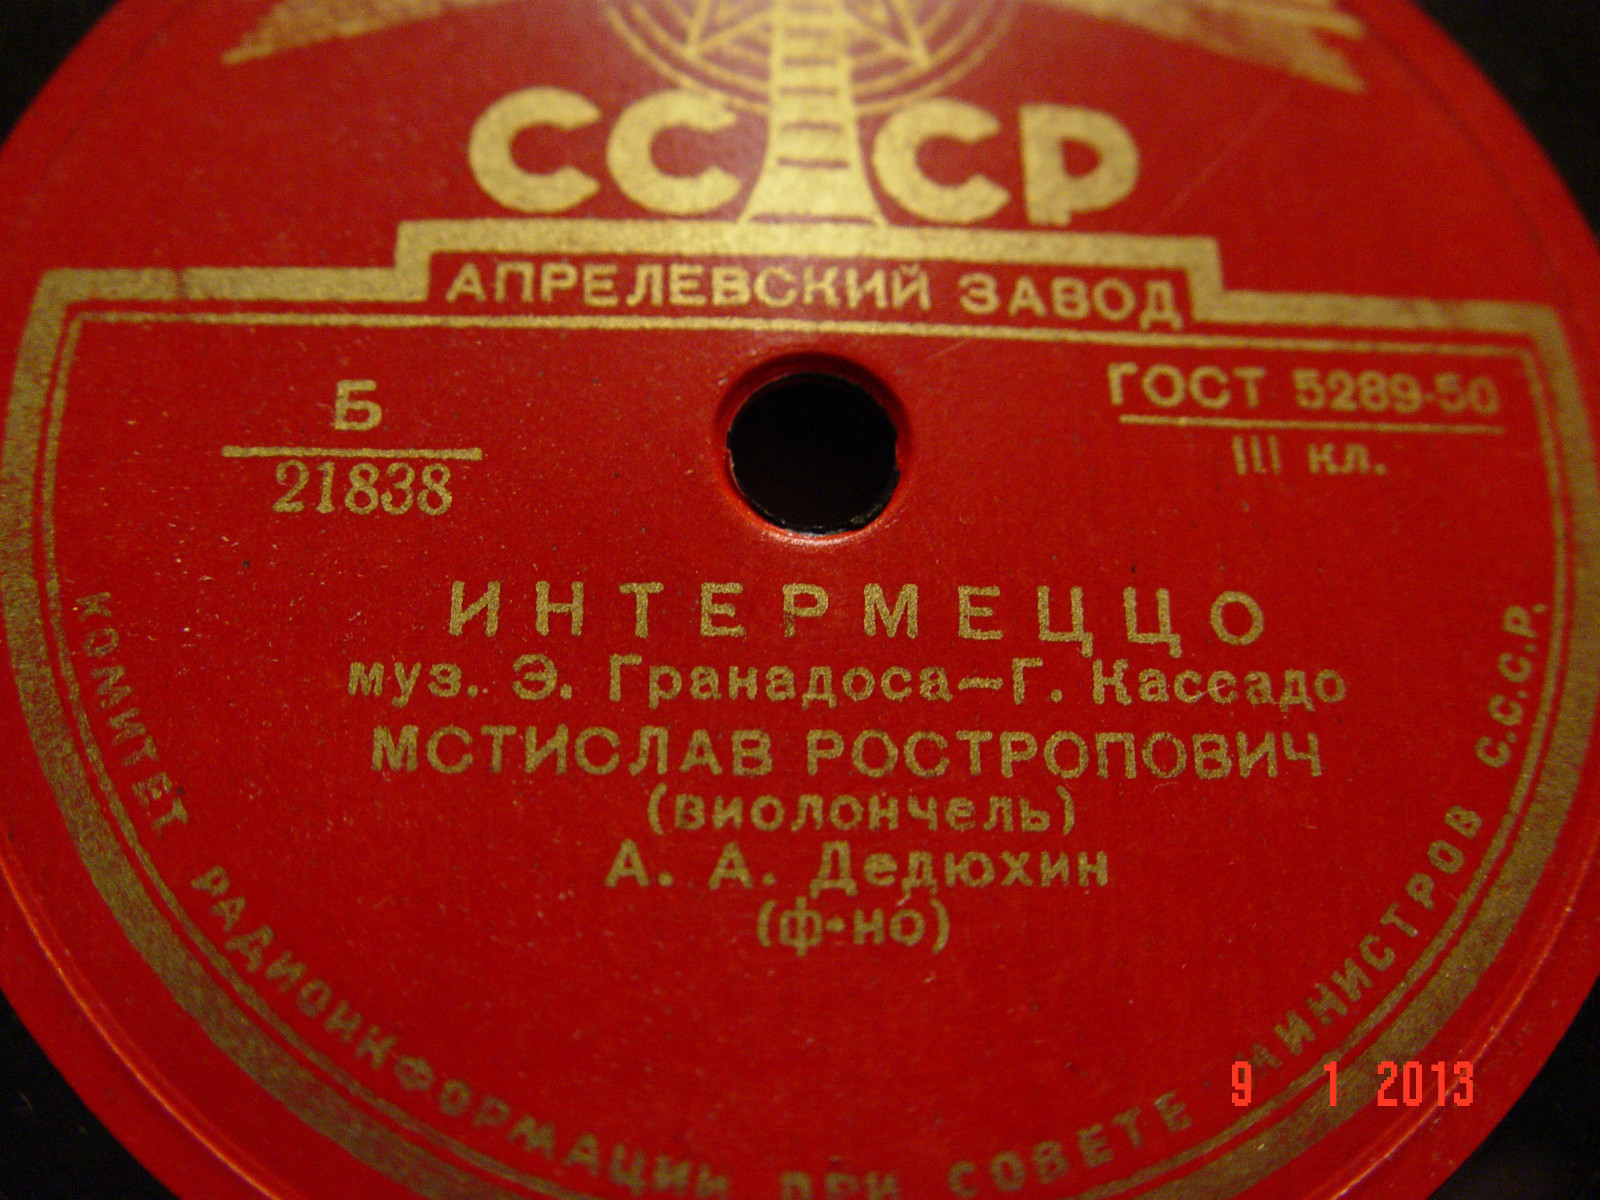 СССР
АПРЕЛЕВСКИЙ ЗАВОД
Б
21838
ГОСТ 5289-50
III кл.
ИНТЕРМЕЦЦО
муз. Э. Гранадоса—Г. Кассадо
МСТИСЛАВ РОСТРОПОВИЧ
(виолончель)
А. А. Дедюхин
(ф-но)
КОМИТЕТ РАДИОИНФОРМАЦИИ ПРИ СОВЕТЕ МИНИСТРОВ С.С.С.Р.
9 1 2013